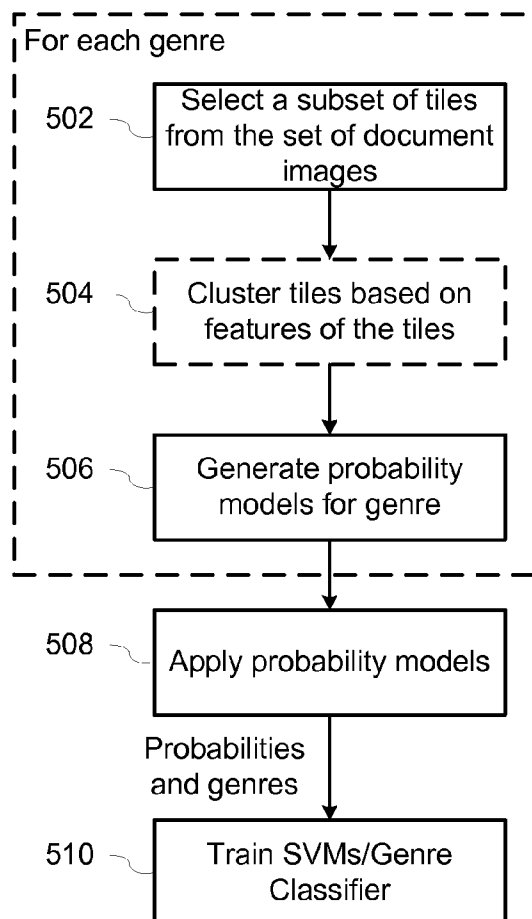 For each genre
502
Select a subset of tiles
from the set of document
images
504
Cluster tiles based on
features of the tiles
506
Generate probability
models for genre
508
Apply probability models
Probabilities
and genres
510
Train SVMs/Genre
Classifier